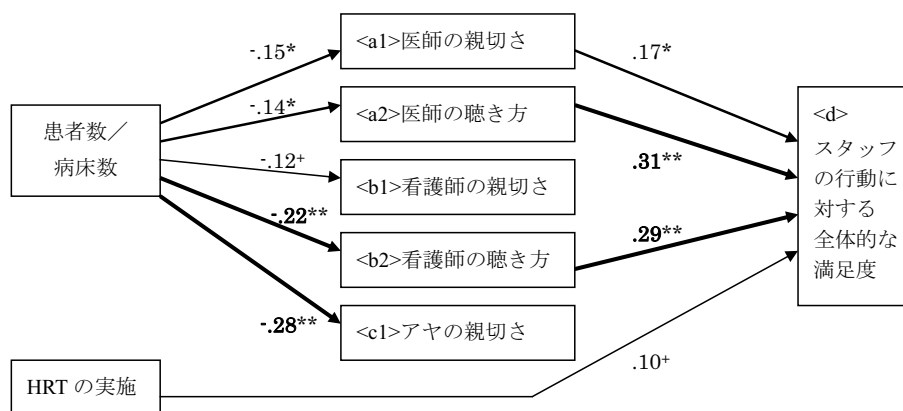 患者数／
病床数
HRT の実施
-.15*
-.14*
-.12⁺
-.22**
-.28**
<a1>医師の親切さ
<a2>医師の聴き方
<b1>看護師の親切さ
<b2>看護師の聴き方
<c1>アヤの親切さ
.17*
.31**
.29**
.10⁺
<d>
スタッフ
の行動に
対する
全体的な
満足度